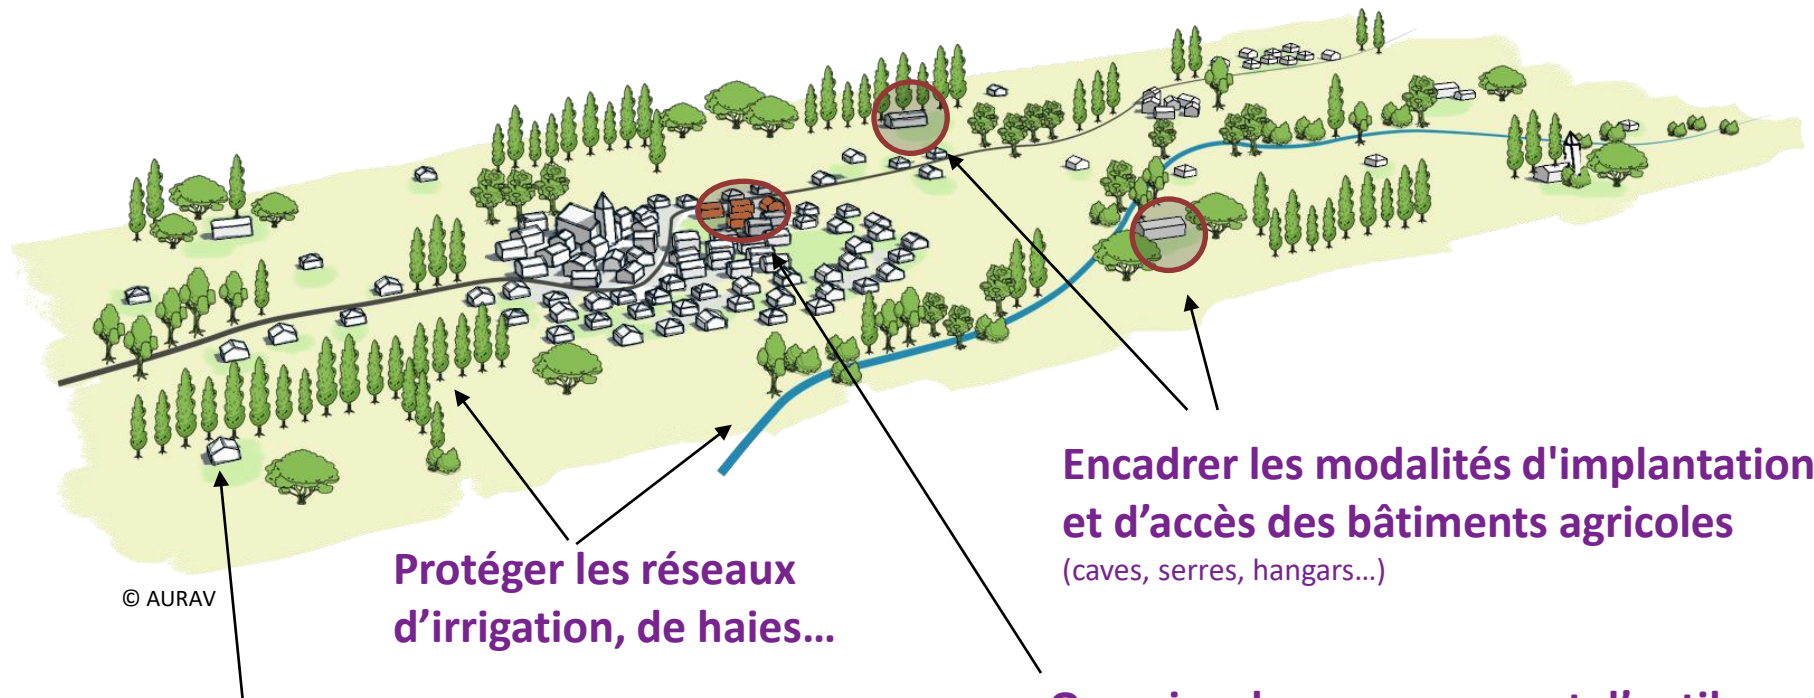 Encadrer les modalités d'implantation
et d’accès des bâtiments agricoles
(caves, serres, hangars…)
Protéger les réseaux
d’irrigation, de haies…
© AURAV